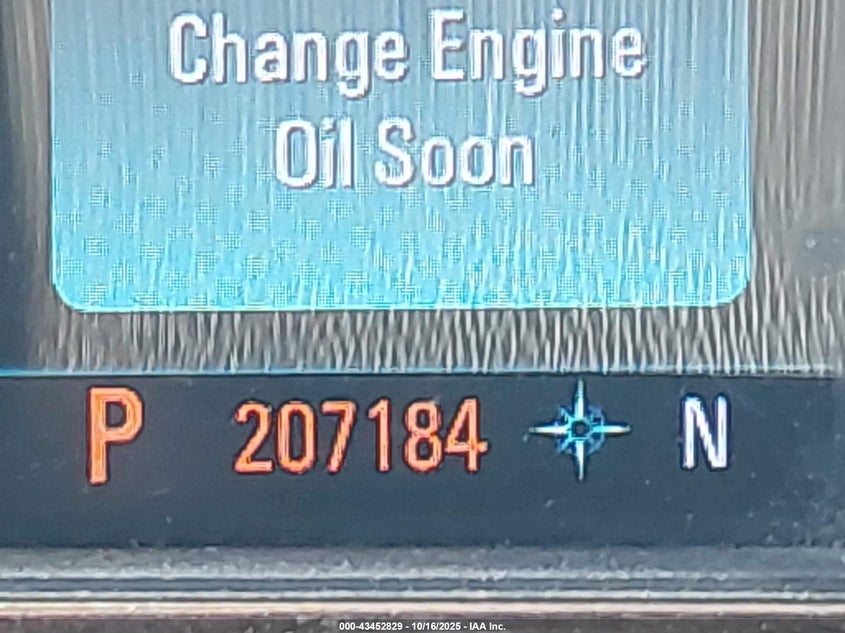 Change Engine
Oil Soon
P 207184 N
000-43452829 - 10/16/2025 - IAA Inc.